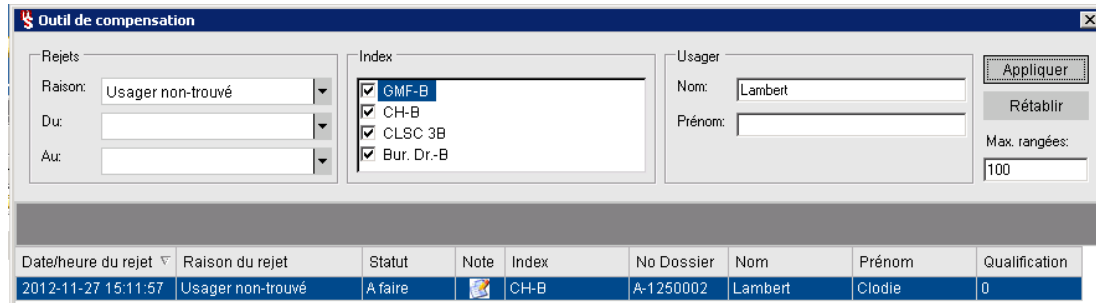 Outil de compensation
Rejets
Raison: Usager non-trouvé
Du:
Au:
Index
GMF-B
CH-B
CLSC 3B
Bur. Dr.-B
Usager
Nom: Lambert
Prénom:
Appliquer
Rétablir
Max. rangées:
100
Date/heure du rejet Raison du rejet Statut Note Index No Dossier Nom Prénom Qualification
2012-11-27 15:11:57 Usager non-trouvé A faire CH-B A-1250002 Lambert Clodie 0